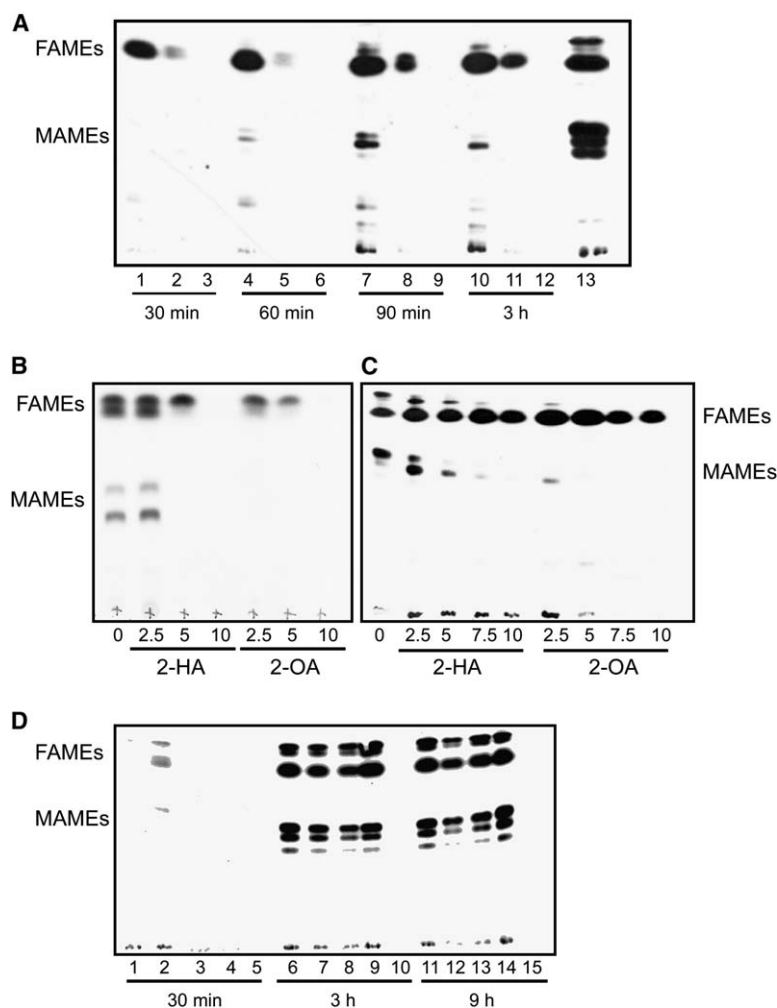 A
FAMEs
MAMEs
1 2 3 4 5 6 7 8 9 10 11 12 13
30 min 60 min 90 min 3 h
B C
FAMEs FAMEs
MAMEs MAMEs
0 2.5 5 10 2.5 5 10 0 2.5 5 7.5 10 2.5 5 7.5 10
2-HA 2-OA 2-HA 2-OA
D
FAMEs
MAMEs
1 2 3 4 5 6 7 8 9 10 11 12 13 14 15
30 min 3 h 9 h